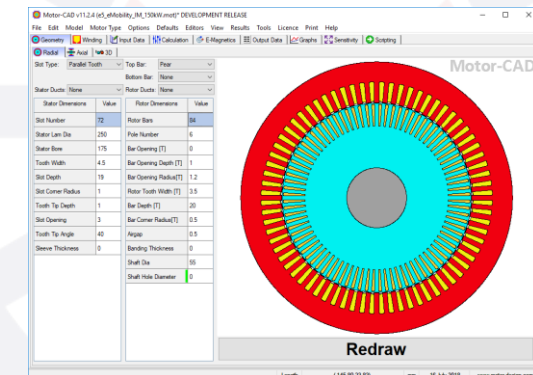 Motor-CAD v11.2.4 (e5_eMobility_IM_150kW.mot)* DEVELOPMENT RELEASE
File Edit Model Motor Type Options Defaults Editors View Results Tools Licence Print Help
Geometry Winding Input Data Calculation E-Magnetics Output Data Graphs Sensitivity Scripting
Radial Axial 3D
Slot Type: Parallel Tooth Top Bar: Pear
Motor-CAD
Bottom Bar: None
Stator Ducts: None Rotor Ducts: None
Stator Dimensions Value Rotor Dimensions Value
Slot Number 72 Rotor Bars 84
Stator Lam Dia 250 Pole Number 6
Stator Bore 175 Bar Opening [T] 0
Tooth Width 4.5 Bar Opening Depth [T] 1
Slot Depth 19 Bar Opening Radius[T] 1.2
Slot Corner Radius 1 Rotor Tooth Width [T] 3.5
Tooth Tip Depth 1 Bar Depth [T] 20
Slot Opening 3 Bar Corner Radius[T] 0.5
Tooth Tip Angle 40 Airgap 0.5
Sleeve Thickness 0 Banding Thickness 0
Shaft Dia 55
Shaft Hole Diameter 0
Redraw